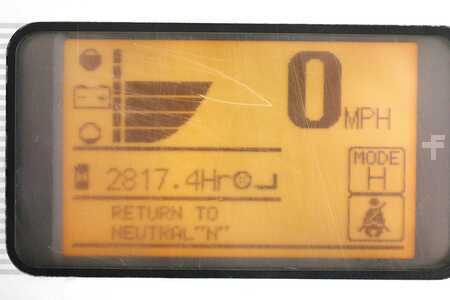 0 MPH
MODE
H
2817.4Hr
RETURN TO
NEUTRAL"N"